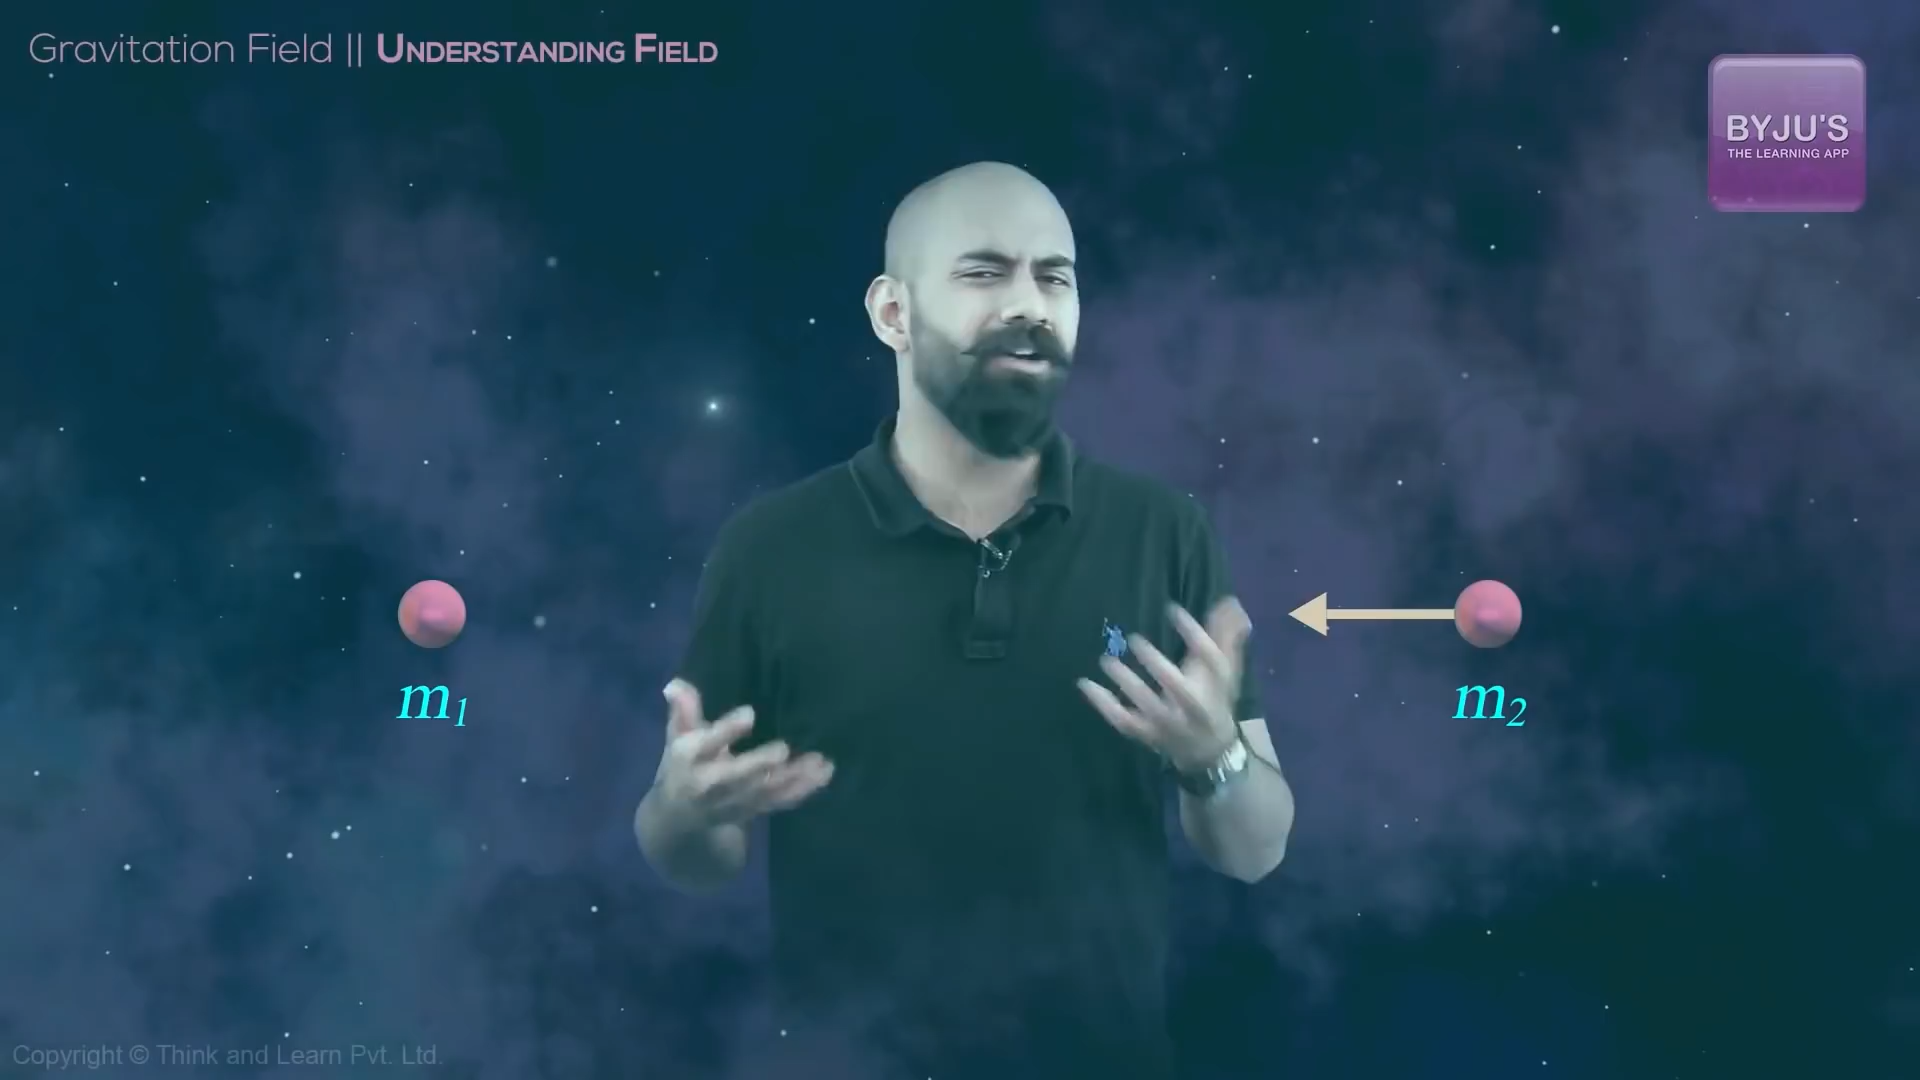 Gravitation Field || UNDERSTANDING FIELD
BYJU'S
THE LEARNING APP
m₁
m₂
Copyright © Think and Learn Pvt. Ltd.